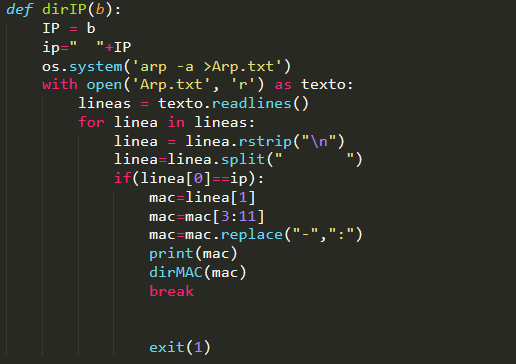 def dirIP(b):
    IP = b
    ip="  "+IP
    os.system('arp -a >Arp.txt')
    with open('Arp.txt', 'r') as texto:
        lineas = texto.readlines()
        for linea in lineas:
            linea = linea.rstrip("\n")
            linea=linea.split("       ")
            if(linea[0]==ip):
                mac=linea[1]
                mac=mac[3:11]
                mac=mac.replace("-",":")
                print(mac)
                dirMAC(mac)
                break
                exit(1)